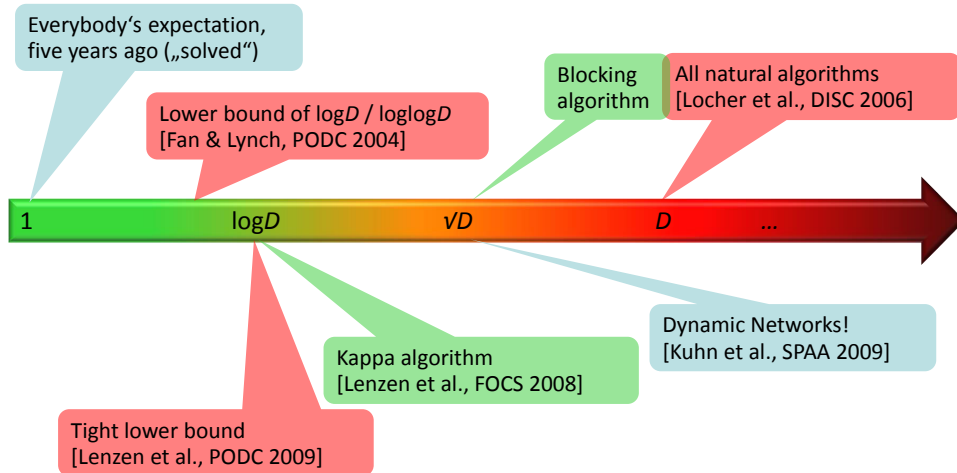 Everybody‘s expectation,
five years ago („solved“)
Lower bound of logD / loglogD
[Fan & Lynch, PODC 2004]
Blocking
algorithm
All natural algorithms
[Locher et al., DISC 2006]
1 logD √D D ...
Dynamic Networks!
[Kuhn et al., SPAA 2009]
Kappa algorithm
[Lenzen et al., FOCS 2008]
Tight lower bound
[Lenzen et al., PODC 2009]